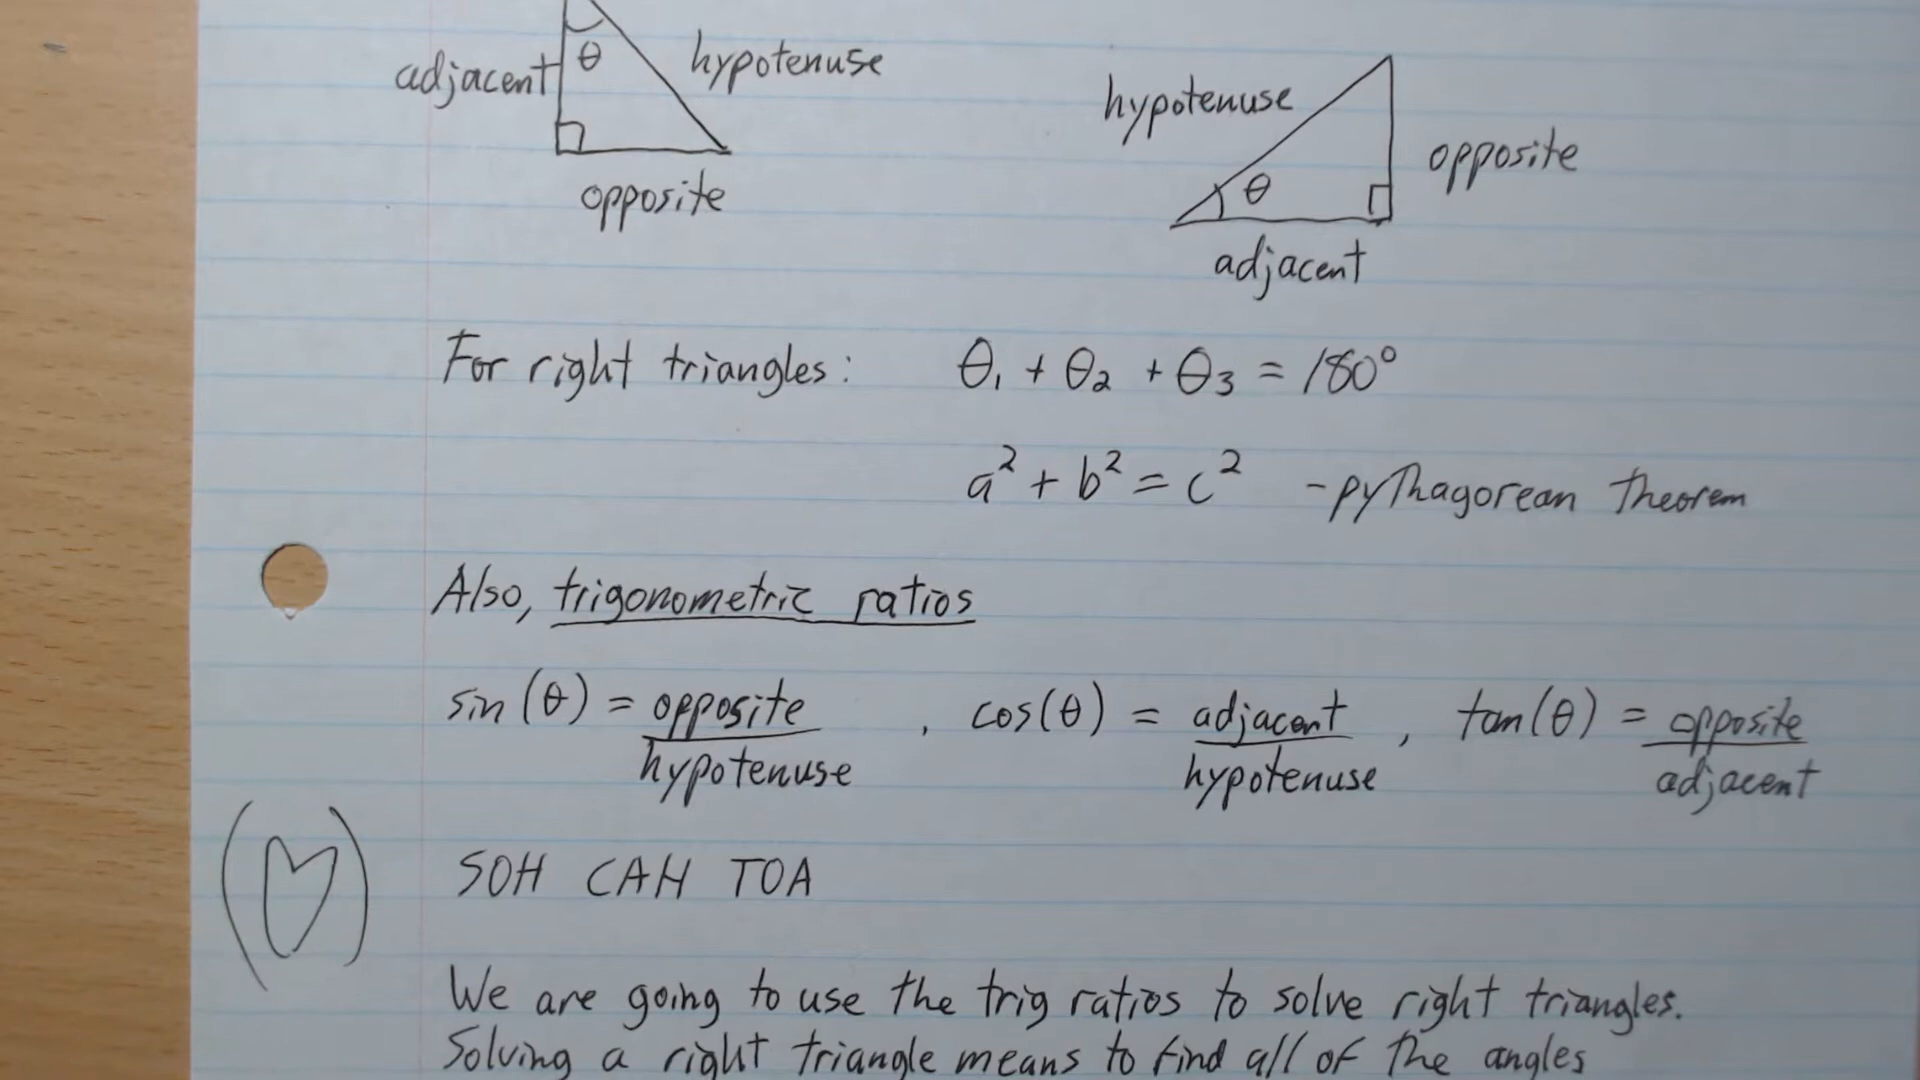 adjacent θ hypotenuse
opposite
hypotenuse
θ opposite
adjacent
For right triangles: θ₁ + θ₂ + θ₃ = 180°
a² + b² = c² - pythagorean theorem
Also, trigonometric ratios
sin(θ) = opposite/hypotenuse , cos(θ) = adjacent/hypotenuse , tan(θ) = opposite/adjacent
SOH CAH TOA
We are going to use the trig ratios to solve right triangles.
Solving a right triangle means to find all of the angles